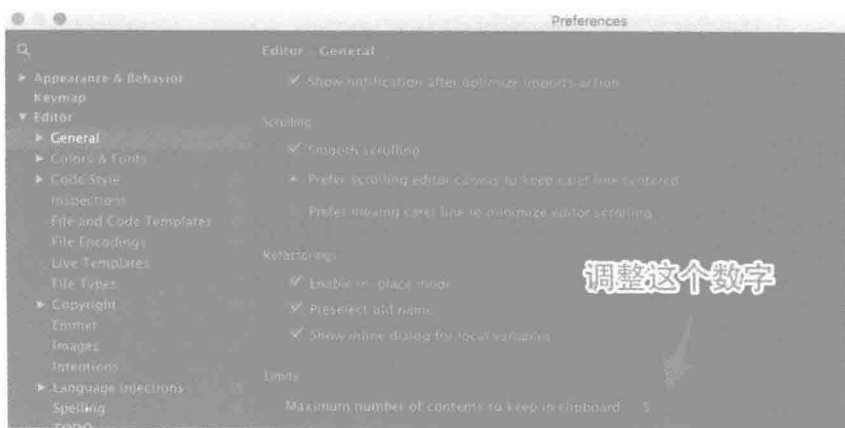 Preferences
Appearance & Behavior
Keymap
Editor
General
Colors & Fonts
Code Style
Inspections
File and Code Templates
File Encodings
Live Templates
File Types
Copyright
Emmet
Images
Intentions
Language Injections
Spelling
TODO
Editor General
Show notification after optimize imports action
Scrolling
Smooth scrolling
Prefer scrolling editor canvas to keep caret line centered
Prefer moving caret line to minimize editor scrolling
Refactorings
Enable in-place mode
Preselect old name
Show inline dialog for local variables
调整这个数字
Limits
Maximum number of contents to keep in clipboard 5